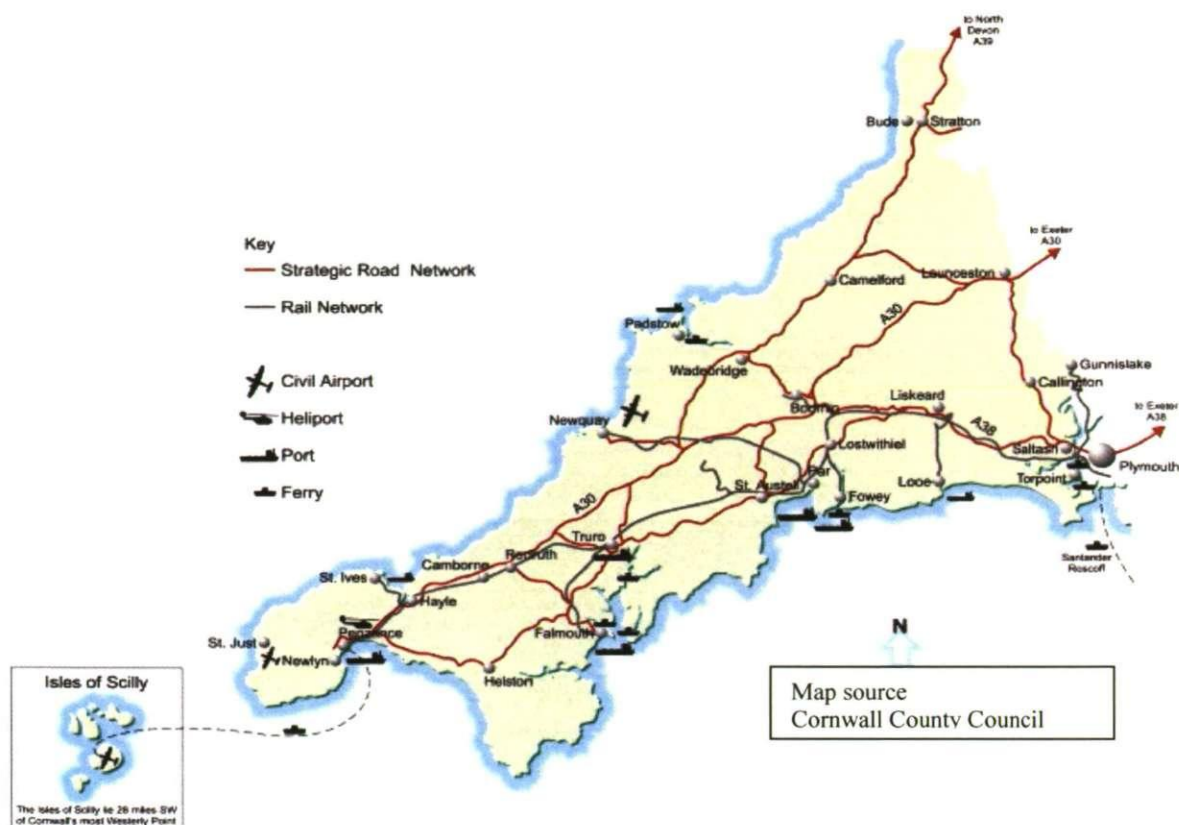 to North
Devon
A39
Bude
Stratton
to Exeter
A30
Key
Strategic Road Network
Rail Network
Camelford
Launceston
A30
Padstow
Wadebridge
Gunnislake
Callington
Civil Airport
Heliport
Port
Ferry
Newquay
Bodmin
Liskeard
to Exeter
A38
A38
Lostwithiel
Saltash
Plymouth
Par
St. Austell
Fowey
Looe
Torpoint
A30
Truro
Santander
Roscoff
Redruth
Camborne
St. Ives
Hayle
Penzance
St. Just
Newlyn
Falmouth
Helston
N
Isles of Scilly
The Isles of Scilly lie 28 miles SW
of Cornwall's most Westerly Point
Map source
Cornwall County Council